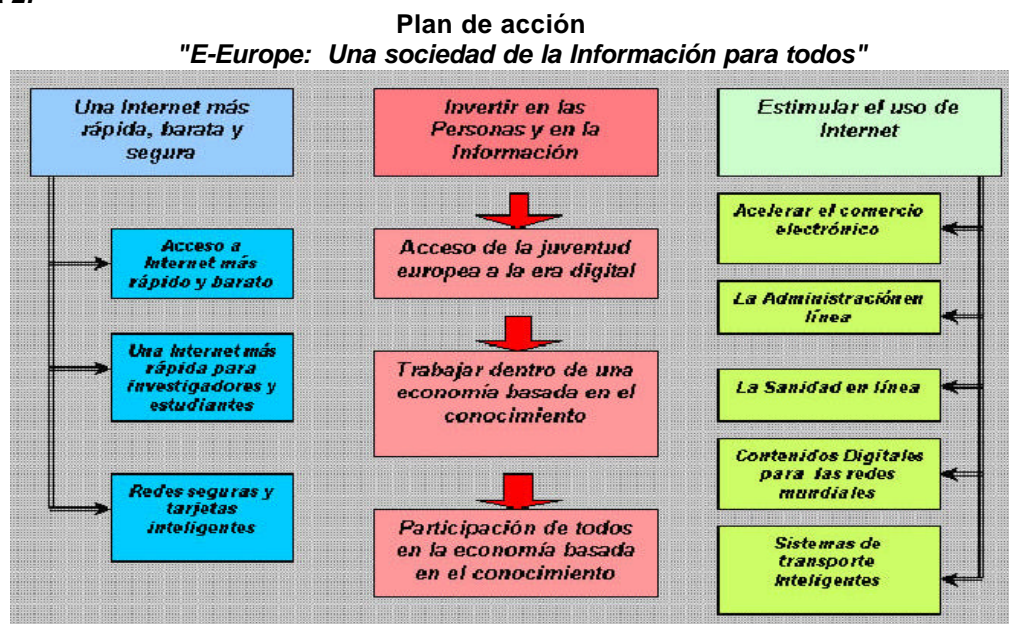 Plan de acción
"E-Europe: Una sociedad de la Información para todos"
Una Internet más
rápida, barata y
segura
Acceso a
Internet más
rápido y barato
Una Internet más
rápida para
investigadores y
estudiantes
Redes seguras y
tarjetas
inteligentes
Invertir en las
Personas y en la
Información
Acceso de la juventud
europea a la era digital
Trabajar dentro de una
economía basada en el
conocimiento
Participación de todos
en la economía basada
en el conocimiento
Estimular el uso de
Internet
Acelerar el comercio
electrónico
La Administración en
línea
La Sanidad en línea
Contenidos Digitales
para las redes
mundiales
Sistemas de
transporte
Inteligentes